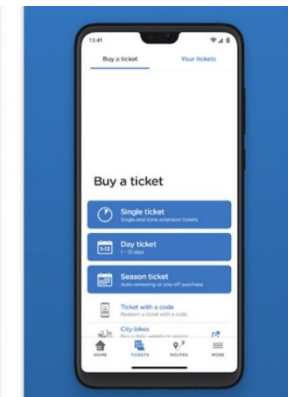 13:41
Buy a ticket
Your tickets
Buy a ticket
Single ticket
Single and zone extension tickets
Day ticket
1 – 13 days
Season ticket
Auto-renewing or one-off purchase
Ticket with a code
Redeem a ticket with a code
City bikes
HOME
TICKETS
ROUTES
MORE